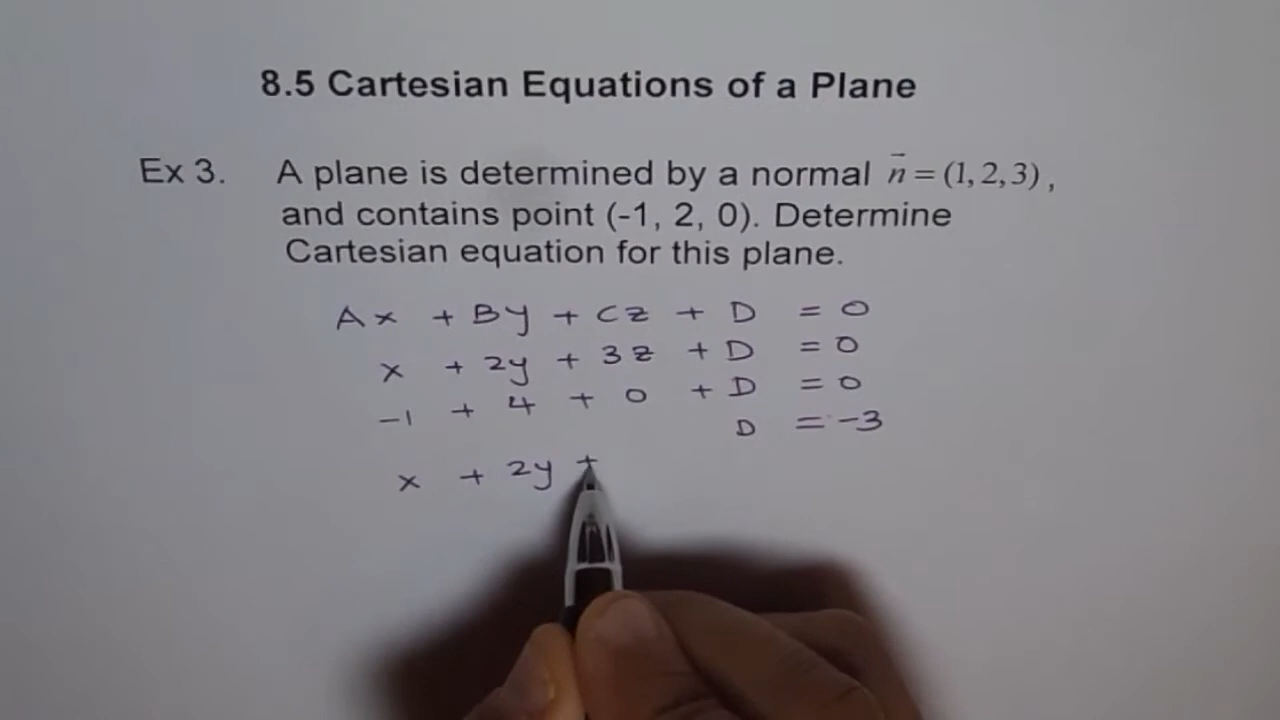 8.5 Cartesian Equations of a Plane
Ex 3. A plane is determined by a normal n⃗ = (1, 2, 3) ,
and contains point (-1, 2, 0). Determine
Cartesian equation for this plane.
Ax + By + Cz + D = 0
x + 2y + 3z + D = 0
-1 + 4 + 0 + D = 0
D = -3
x + 2y +